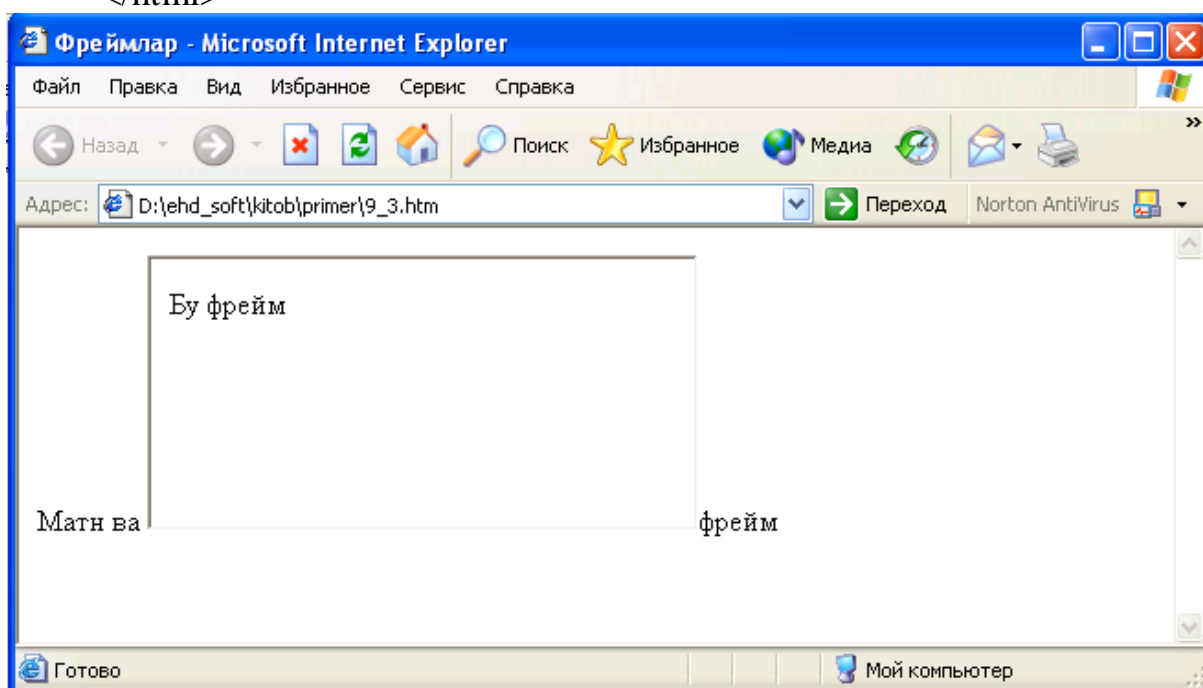 </html>
Фреймлар - Microsoft Internet Explorer
Файл Правка Вид Избранное Сервис Справка
Назад Поиск Избранное Медиа »
Адрес: D:\ehd_soft\kitob\primer\9_3.htm Переход Norton AntiVirus
Бу фрейм
Матн ва фрейм
Готово Мой компьютер